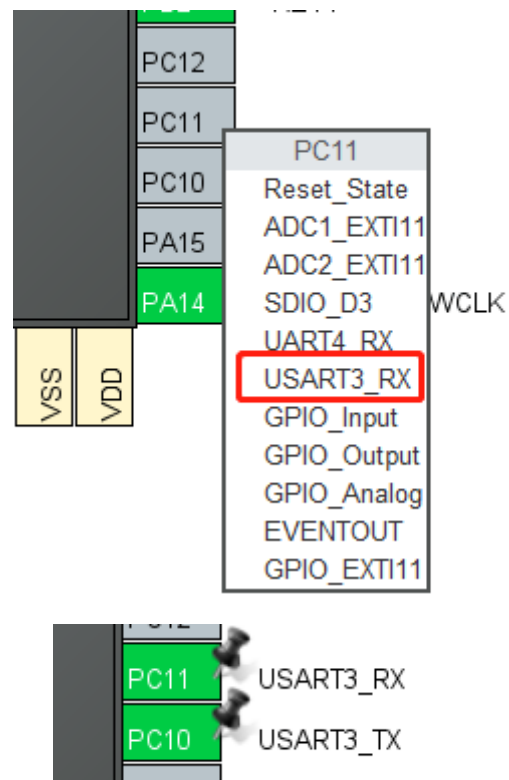 PC12
PC11
PC10
PA15
PA14
WCLK
VSS
VDD
PC11
Reset_State
ADC1_EXTI11
ADC2_EXTI11
SDIO_D3
UART4_RX
USART3_RX
GPIO_Input
GPIO_Output
GPIO_Analog
EVENTOUT
GPIO_EXTI11
PC11
USART3_RX
PC10
USART3_TX